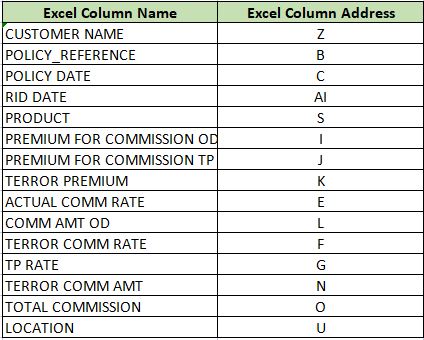 Excel Column Name Excel Column Address
CUSTOMER NAME Z
POLICY_REFERENCE B
POLICY DATE C
RID DATE AI
PRODUCT S
PREMIUM FOR COMMISSION OD I
PREMIUM FOR COMMISSION TP J
TERROR PREMIUM K
ACTUAL COMM RATE E
COMM AMT OD L
TERROR COMM RATE F
TP RATE G
TERROR COMM AMT N
TOTAL COMMISSION O
LOCATION U